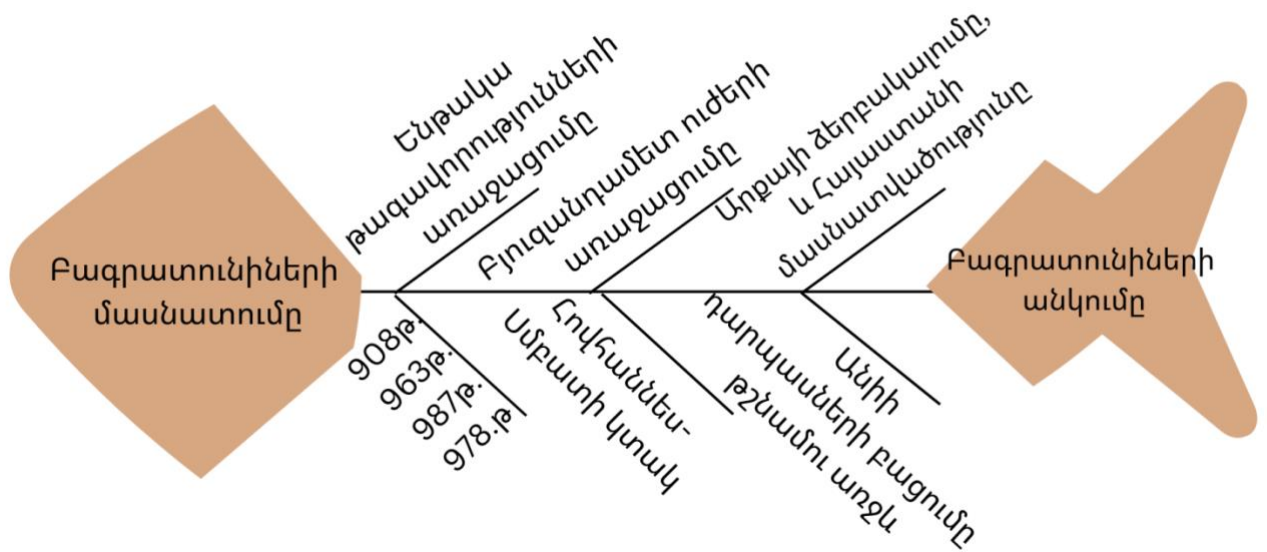 Բագրատունիների
մասնատումը
Ենթակա
թագավորությունների
առաջացումը
908թ.
963թ.
987թ.
978.թ
Բյուզանդամետ ուժերի
առաջացումը
Հովհաննես-
Սմբատի կտակ
Արքայի ձերբակալումը,
և Հայաստանի
մասնատվածությունը
Անիի
դարպասների բացումը
թշնամու առջև
Բագրատունիների
անկումը